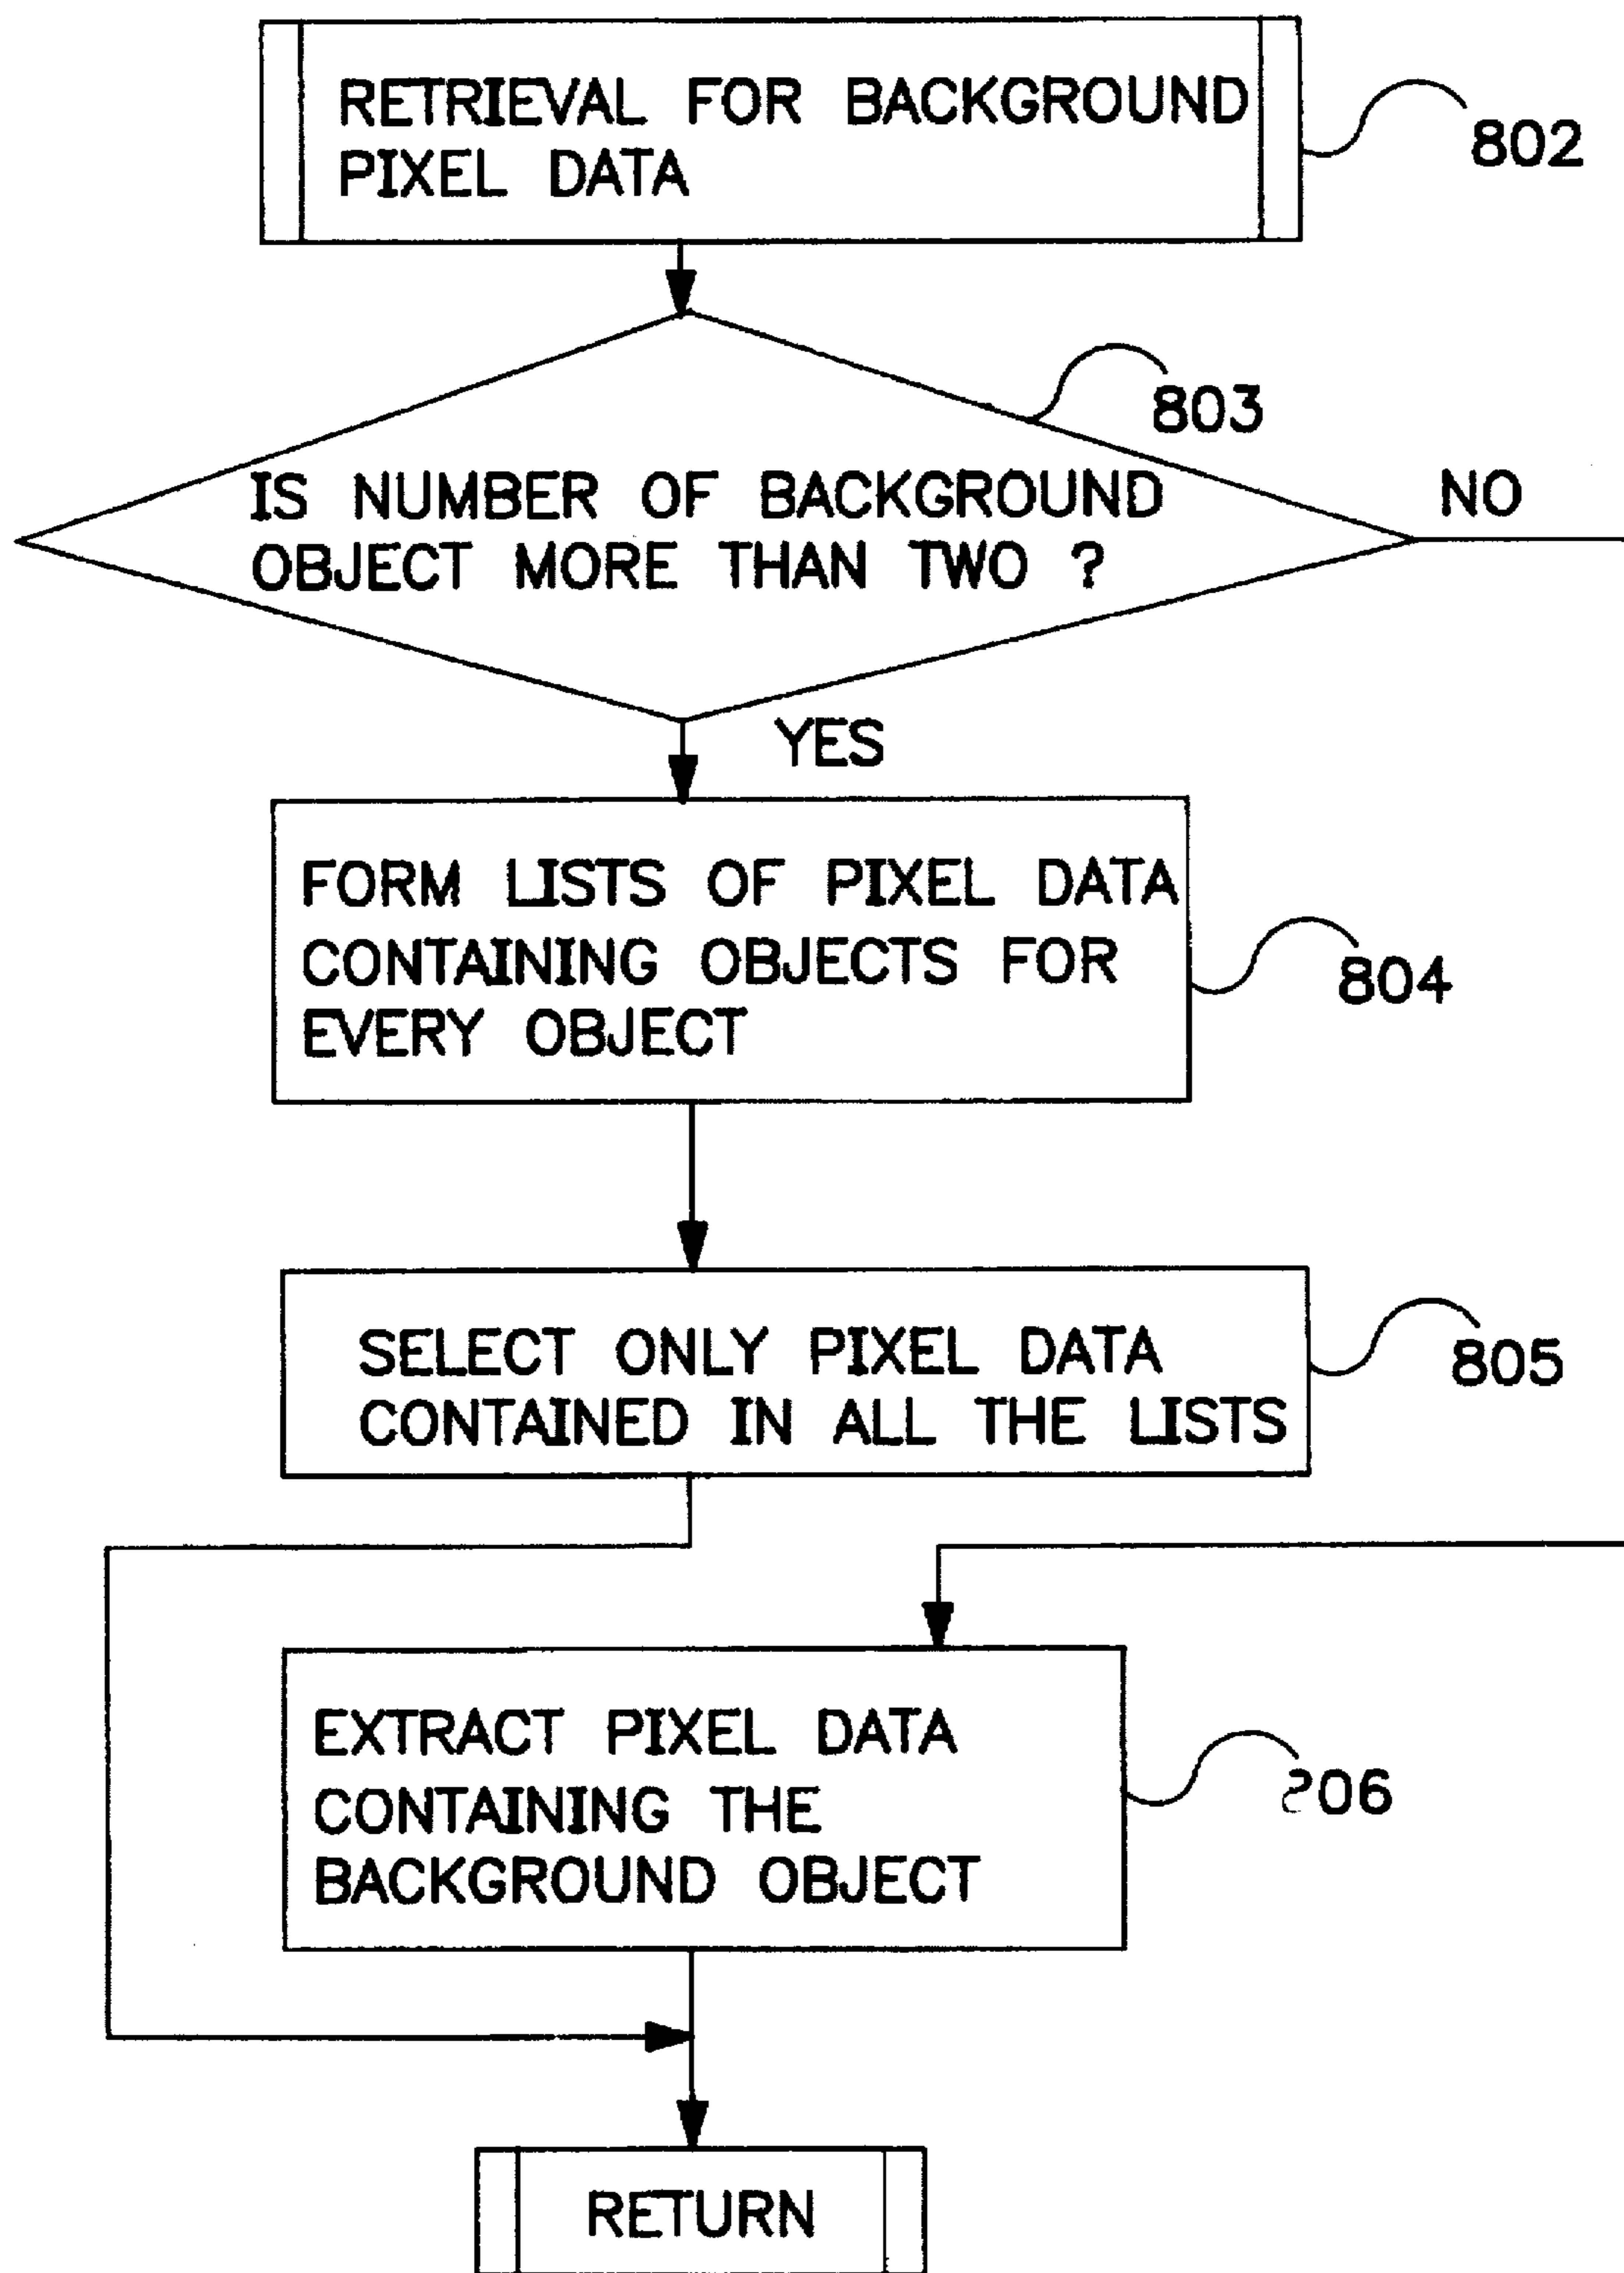 RETRIEVAL FOR BACKGROUND
PIXEL DATA
802
803
IS NUMBER OF BACKGROUND
OBJECT MORE THAN TWO ?
NO
YES
FORM LISTS OF PIXEL DATA
CONTAINING OBJECTS FOR
EVERY OBJECT
804
SELECT ONLY PIXEL DATA
CONTAINED IN ALL THE LISTS
805
EXTRACT PIXEL DATA
CONTAINING THE
BACKGROUND OBJECT
RETURN